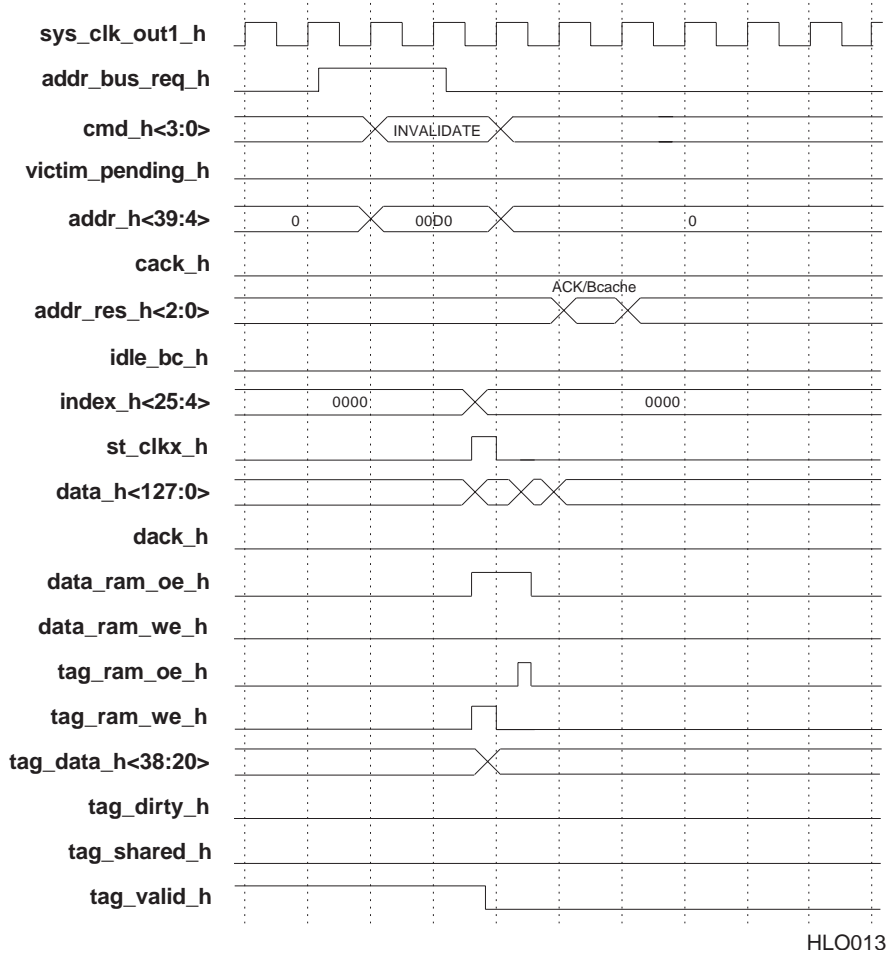 sys_clk_out1_h
addr_bus_req_h
cmd_h<3:0>
INVALIDATE
victim_pending_h
addr_h<39:4>
0
00D0
0
cack_h
ACK/Bcache
addr_res_h<2:0>
idle_bc_h
index_h<25:4>
0000
0000
st_clkx_h
data_h<127:0>
dack_h
data_ram_oe_h
data_ram_we_h
tag_ram_oe_h
tag_ram_we_h
tag_data_h<38:20>
tag_dirty_h
tag_shared_h
tag_valid_h
HLO013